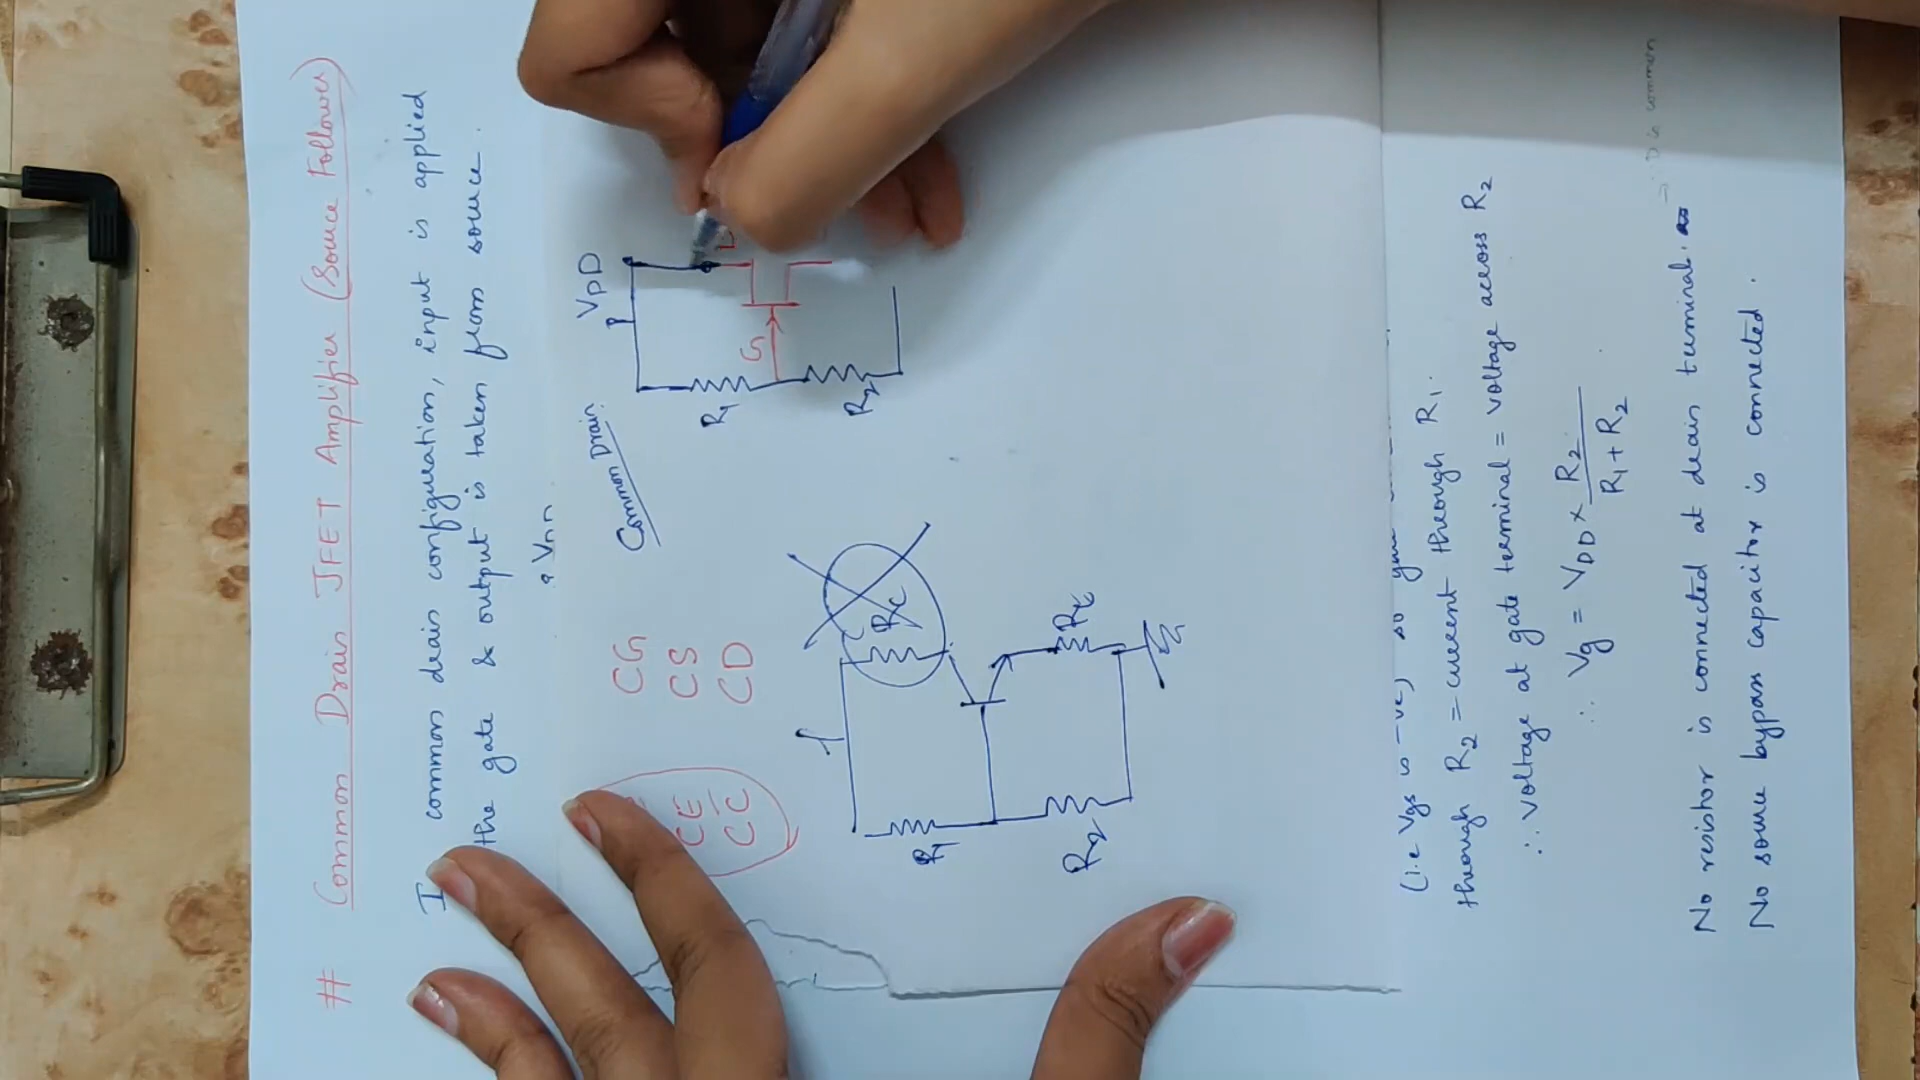 # Common Drain JFET Amplifier (Source Follower)
I common drain configuration, input is applied
the gate & output is taken from source.
VDD
Common Drain
R1
G
R2
CG
CS
CD
CE
CC
RC
R1
RE
R2
(i.e Vgs is -ve) so
through R2 = current through R1.
∴ voltage at gate terminal = voltage across R2
∴ Vg = VDD × R2
R1 + R2
No resistor is connected at drain terminal. → D is common
No source bypass capacitor is connected.